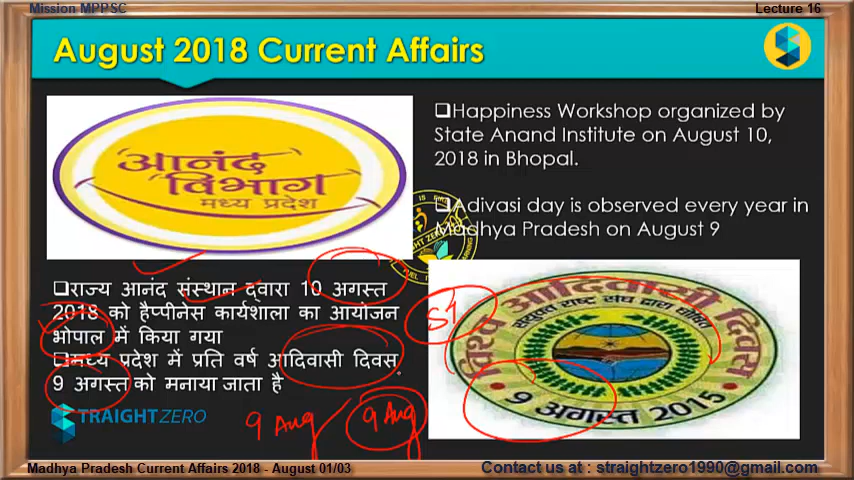 Mission MPPSC
Lecture 16
August 2018 Current Affairs
आनंद
विभाग
मध्य प्रदेश
❑Happiness Workshop organized by
State Anand Institute on August 10,
2018 in Bhopal.
❑Adivasi day is observed every year in
Madhya Pradesh on August 9
❑राज्य आनंद संस्थान द्वारा 10 अगस्त
2018 को हैप्पीनेस कार्यशाला का आयोजन
भोपाल में किया गया
❑मध्य प्रदेश में प्रति वर्ष आदिवासी दिवस
9 अगस्त को मनाया जाता है
विश्व आदिवासी दिवस
संयुक्त राष्ट्र संघ द्वारा घोषित
9 अगस्त 2015
TRAIGHTZERO
9 Aug
9 Aug
Madhya Pradesh Current Affairs 2018 - August 01/03
Contact us at : straightzero1990@gmail.com